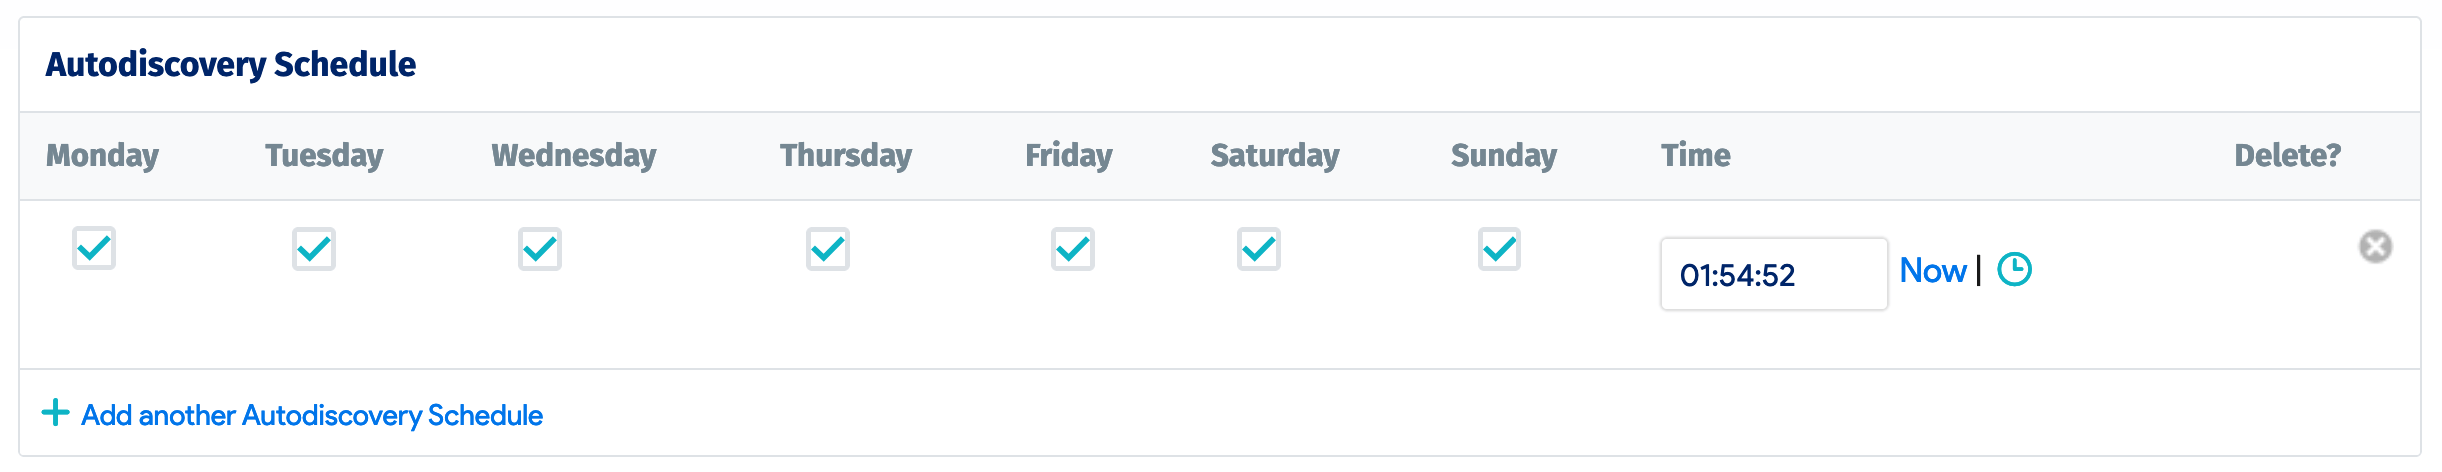 Autodiscovery Schedule
Monday Tuesday Wednesday Thursday Friday Saturday Sunday Time Delete?
01:54:52 Now |
Add another Autodiscovery Schedule